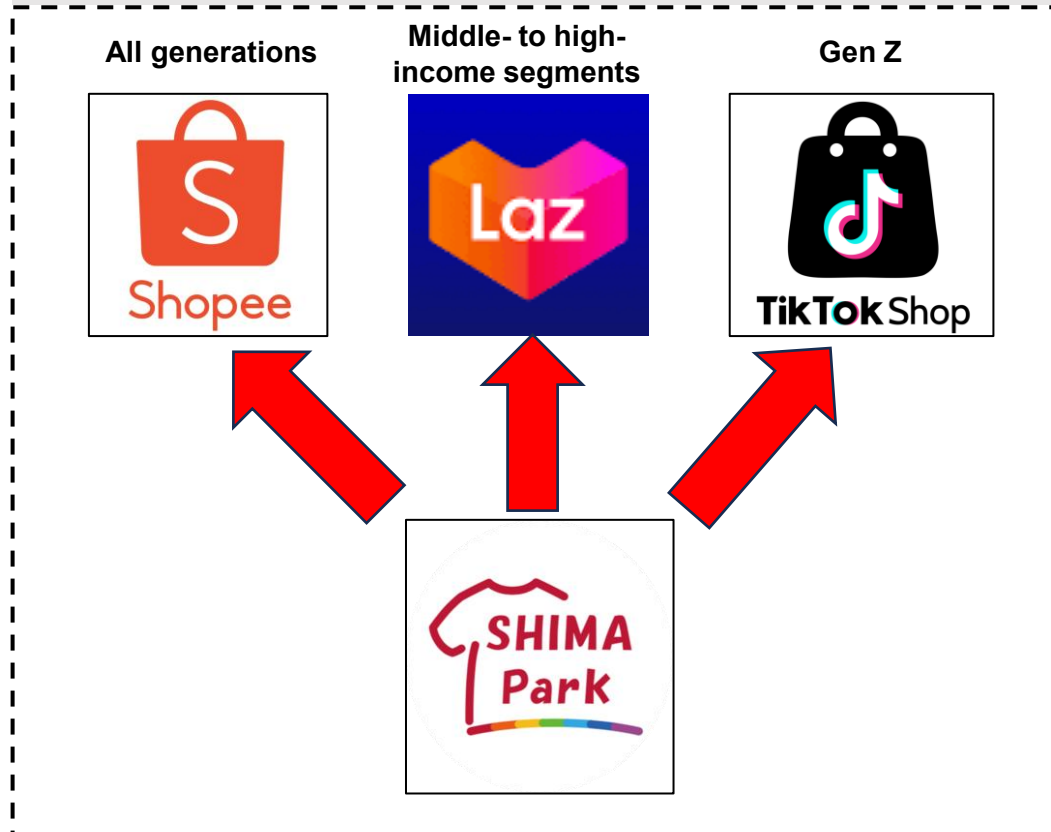 All generations
Middle- to high-
income segments
Gen Z
S
Shopee
Laz
TikTok Shop
SHIMA
Park